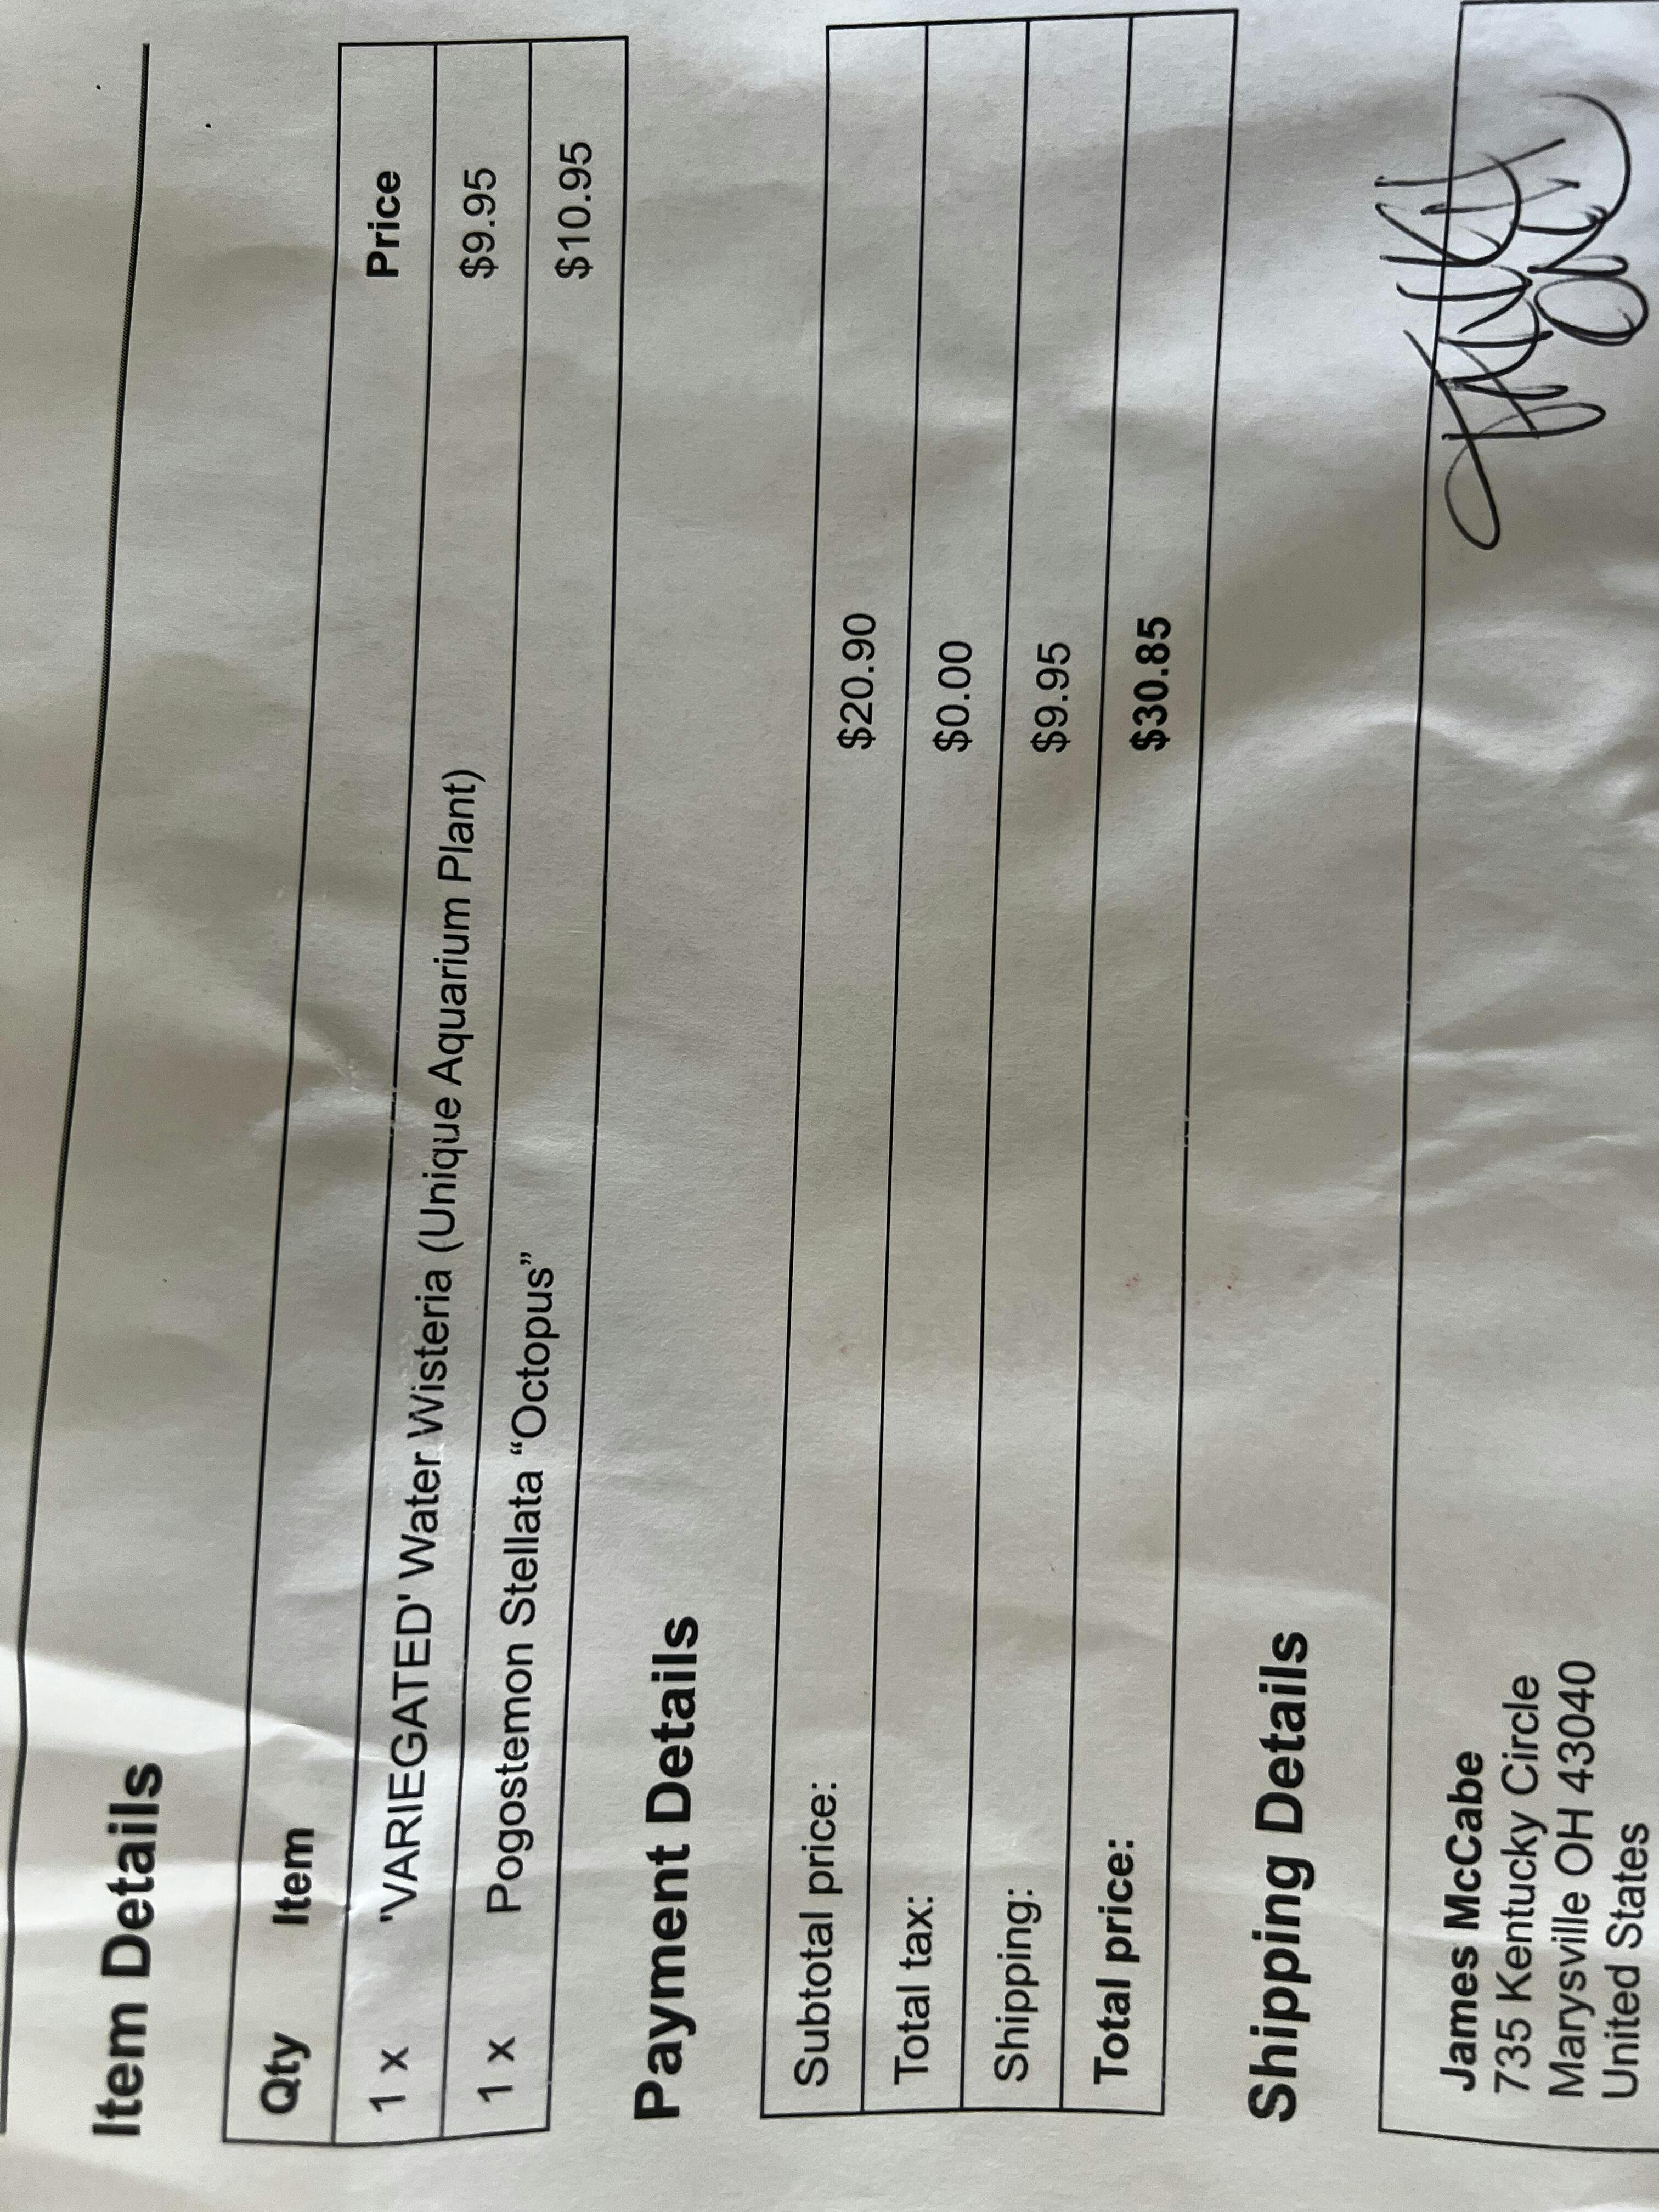 Item Details
Qty Item Price
1 x 'VARIEGATED' Water Wisteria (Unique Aquarium Plant) $9.95
1 x Pogostemon Stellata “Octopus” $10.95
Payment Details
Subtotal price: $20.90
Total tax: $0.00
Shipping: $9.95
Total price: $30.85
Shipping Details
James McCabe
735 Kentucky Circle
Marysville OH 43040
United States